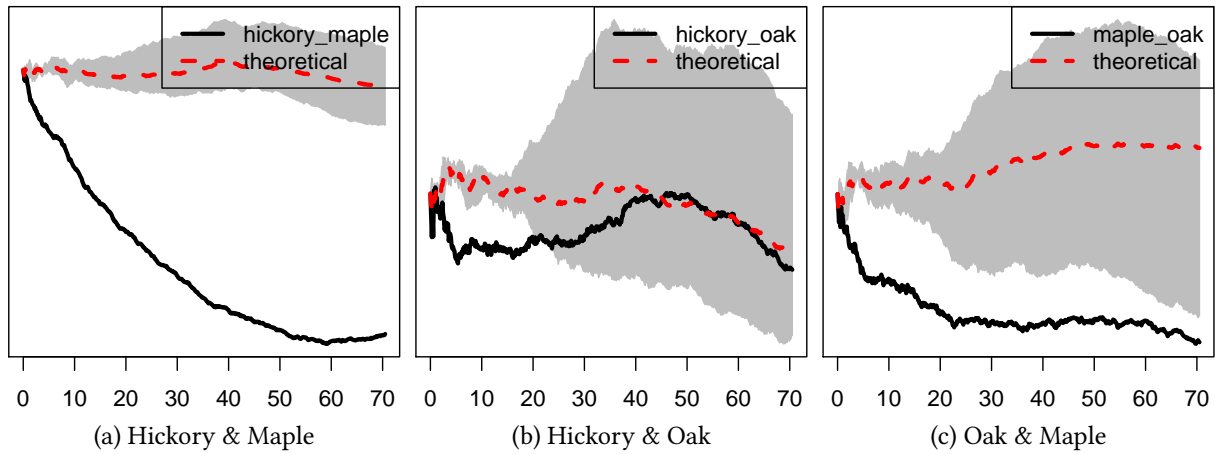 hickory_maple
theoretical
0 10 20 30 40 50 60 70
(a) Hickory & Maple
hickory_oak
theoretical
0 10 20 30 40 50 60 70
(b) Hickory & Oak
maple_oak
theoretical
0 10 20 30 40 50 60 70
(c) Oak & Maple